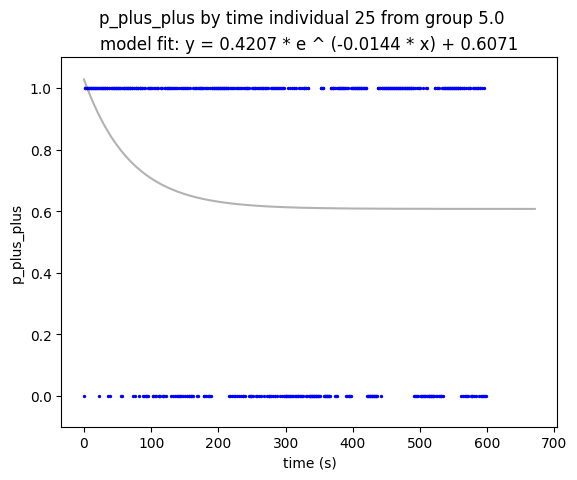 p_plus_plus by time individual 25 from group 5.0
model fit: y = 0.4207 * e ^ (-0.0144 * x) + 0.6071
1.0
0.8
0.6
0.4
0.2
0.0
p_plus_plus
0 100 200 300 400 500 600 700
time (s)